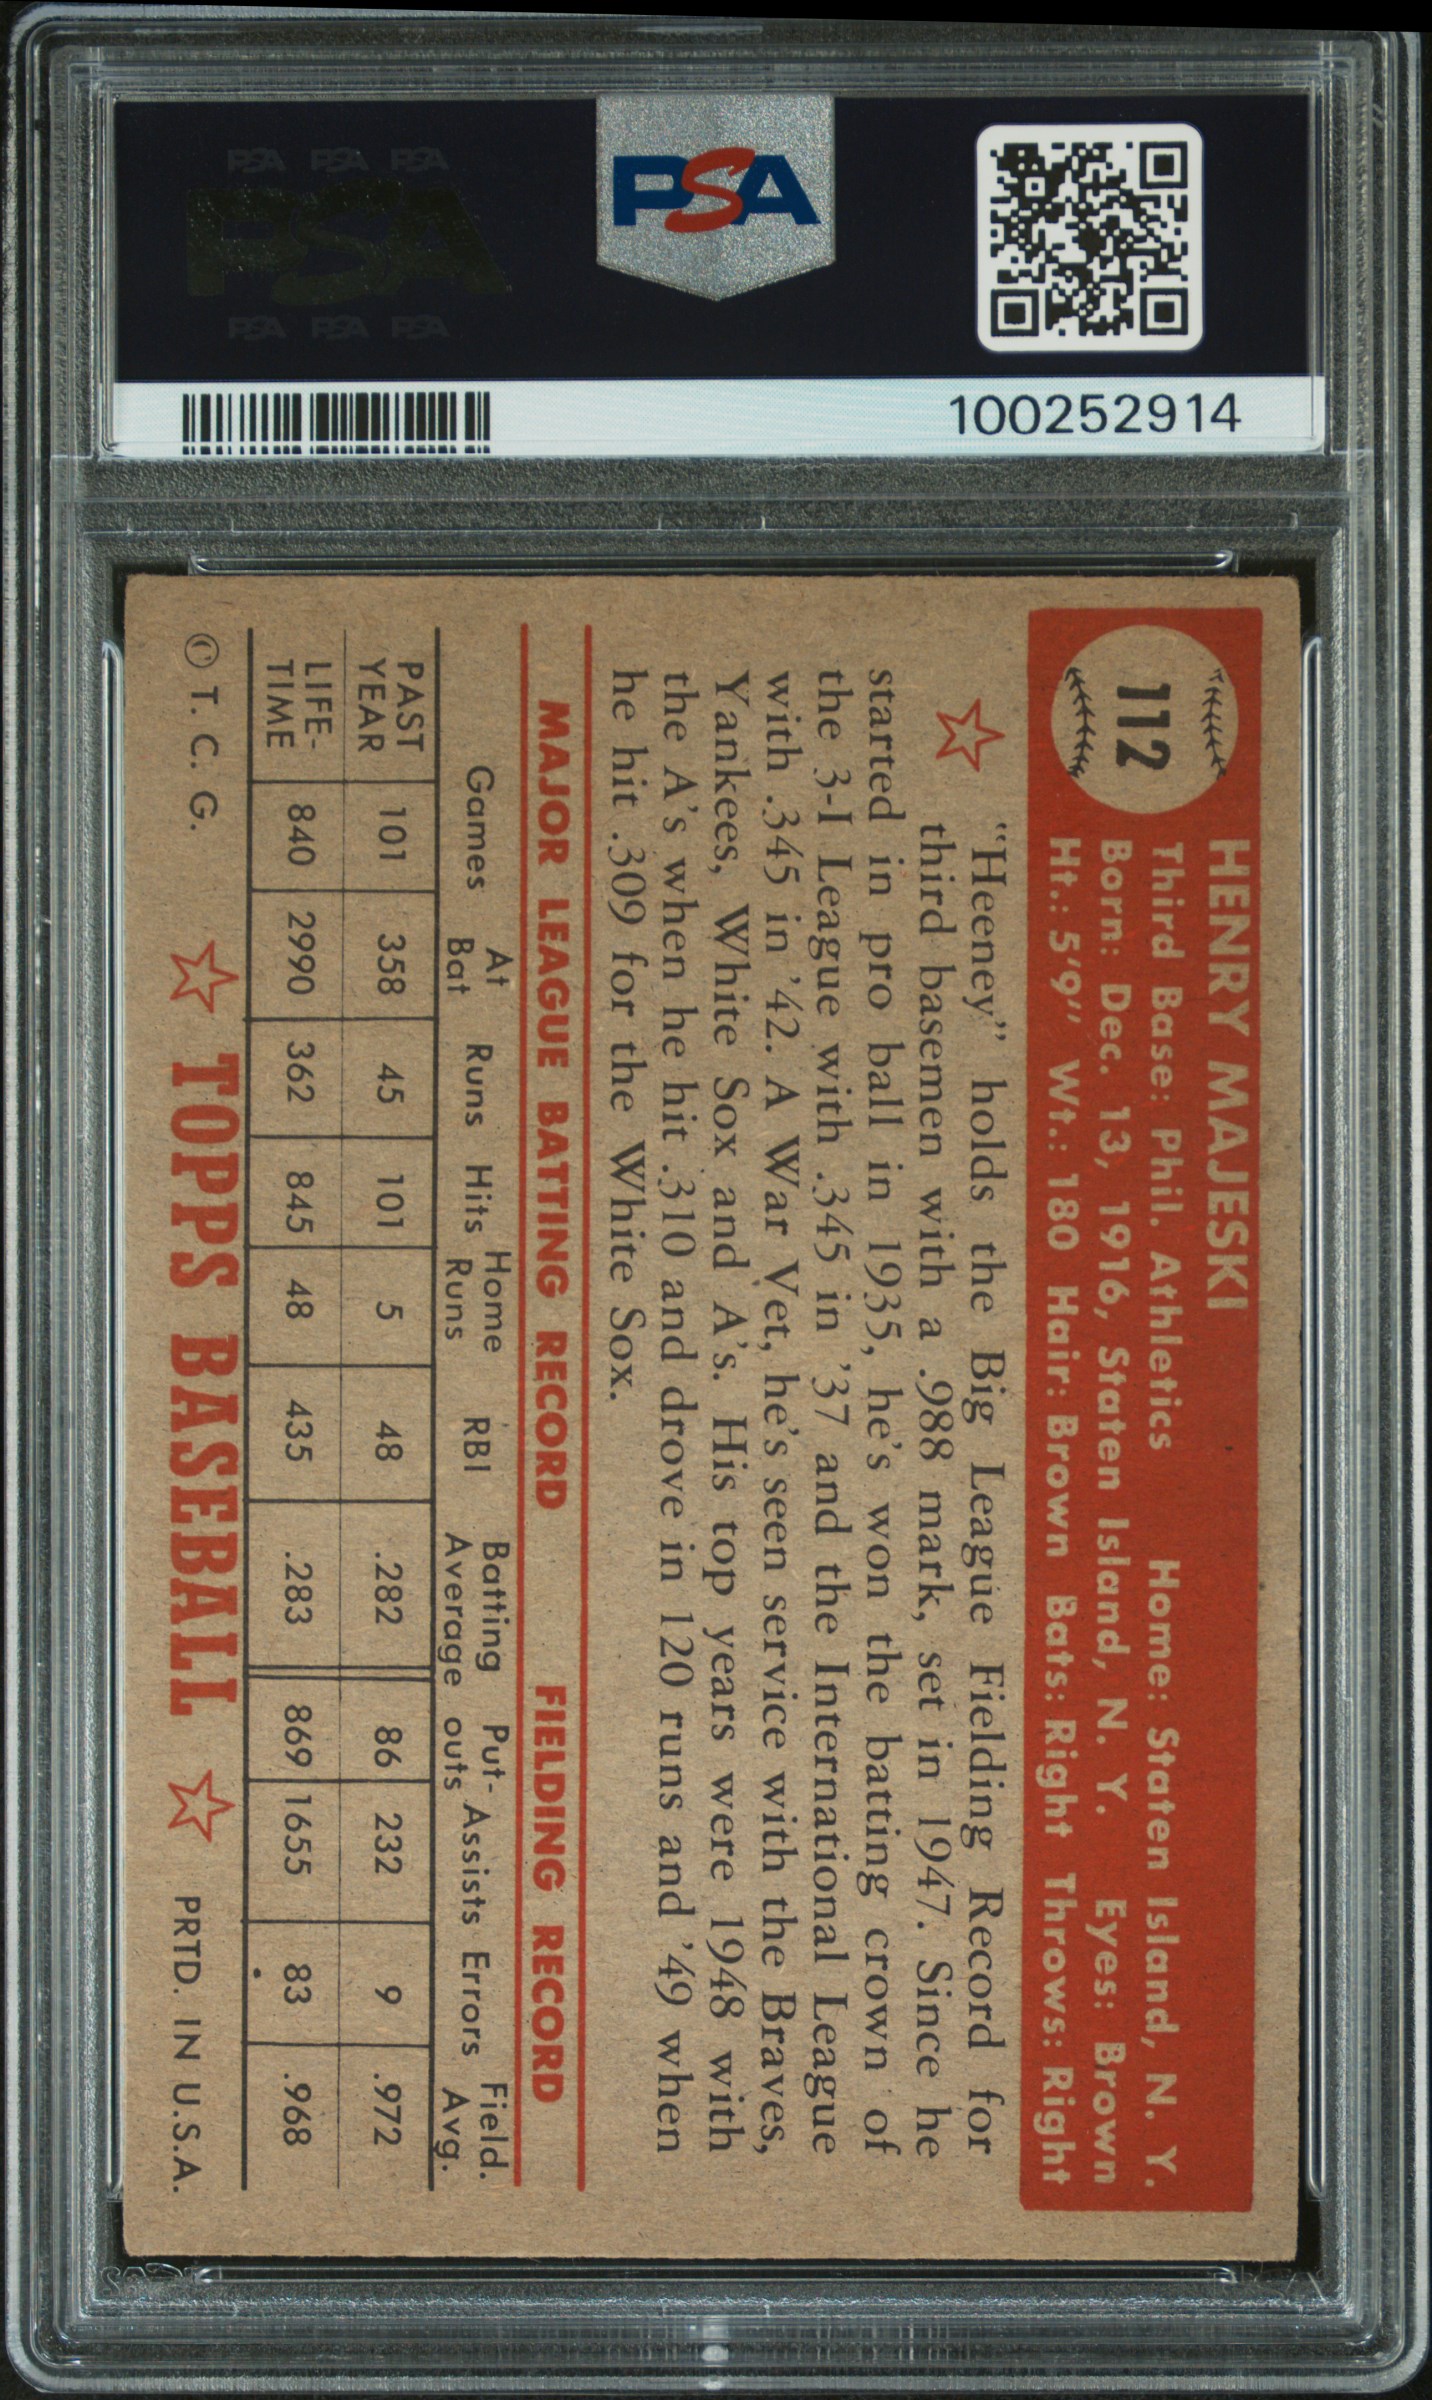 PSA PSA PSA
PSA
PSA PSA PSA
PSA
100252914
112
HENRY MAJESKI
Third Base: Phil. Athletics Home: Staten Island, N. Y.
Born: Dec. 13, 1916, Staten Island, N. Y. Eyes: Brown
Ht.: 5'9" Wt.: 180 Hair: Brown Bats: Right Throws: Right
"Heeney" holds the Big League Fielding Record for
third basemen with a .988 mark, set in 1947. Since he
started in pro ball in 1935, he's won the batting crown of
the 3-I League with .345 in '37 and the International League
with .345 in '42. A War Vet, he's seen service with the Braves,
Yankees, White Sox and A's. His top years were 1948 with
the A's when he hit .310 and drove in 120 runs and '49 when
he hit .309 for the White Sox.
MAJOR LEAGUE BATTING RECORD FIELDING RECORD
Games At Bat Runs Hits Home Runs RBI Batting Average Put-outs Assists Errors Field. Avg.
PAST YEAR 101 358 45 101 5 48 .282 86 232 9 .972
LIFE-TIME 840 2990 362 845 48 435 .283 869 1655 83 .968
© T. C. G. TOPPS BASEBALL PRTD. IN U.S.A.